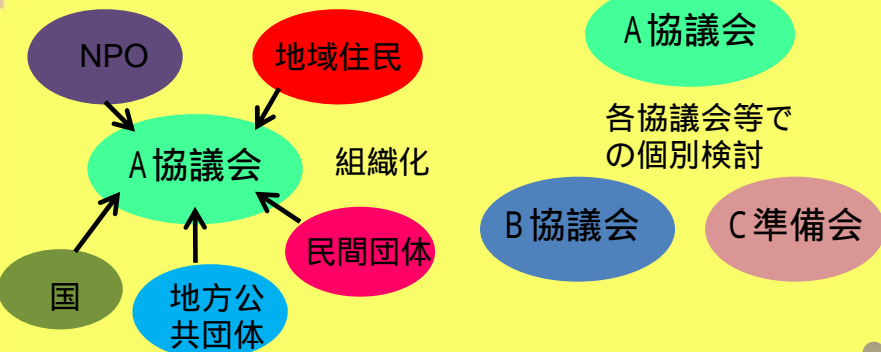 NPO
地域住民
A協議会
組織化
民間団体
国
地方公
共団体
A協議会
各協議会等で
の個別検討
B協議会
C準備会